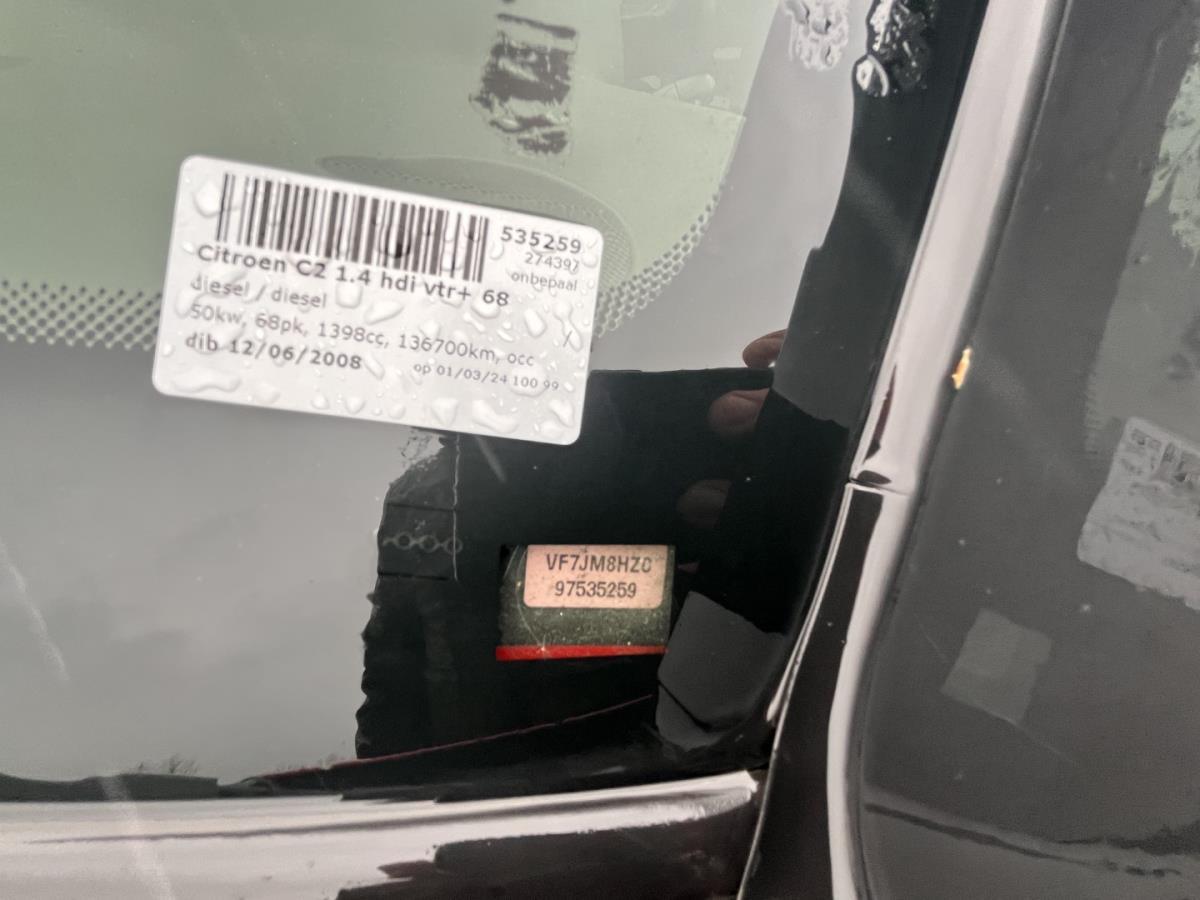 535259
274397
onbepaal
Citroen C2 1.4 hdi vtr+ 68
diesel / diesel
50kw, 68pk, 1398cc, 136700km, occ
dib 12/06/2008
op 01/03/24 100 99
VF7JM8HZC
97535259